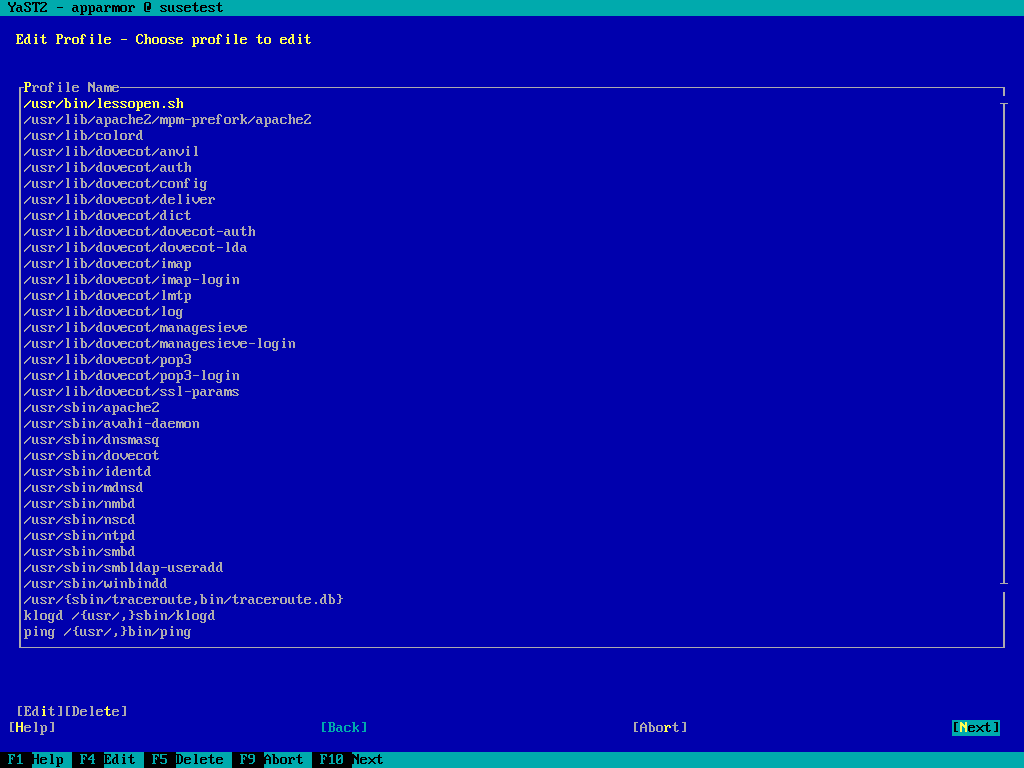 YaST2 - apparmor @ susetest
Edit Profile - Choose profile to edit
Profile Name
/usr/bin/lessopen.sh
/usr/lib/apache2/mpm-prefork/apache2
/usr/lib/colord
/usr/lib/dovecot/anvil
/usr/lib/dovecot/auth
/usr/lib/dovecot/config
/usr/lib/dovecot/deliver
/usr/lib/dovecot/dict
/usr/lib/dovecot/dovecot-auth
/usr/lib/dovecot/dovecot-lda
/usr/lib/dovecot/imap
/usr/lib/dovecot/imap-login
/usr/lib/dovecot/lmtp
/usr/lib/dovecot/log
/usr/lib/dovecot/managesieve
/usr/lib/dovecot/managesieve-login
/usr/lib/dovecot/pop3
/usr/lib/dovecot/pop3-login
/usr/lib/dovecot/ssl-params
/usr/sbin/apache2
/usr/sbin/avahi-daemon
/usr/sbin/dnsmasq
/usr/sbin/dovecot
/usr/sbin/identd
/usr/sbin/mdnsd
/usr/sbin/nmbd
/usr/sbin/nscd
/usr/sbin/ntpd
/usr/sbin/smbd
/usr/sbin/smbldap-useradd
/usr/sbin/winbindd
/usr/{sbin/traceroute,bin/traceroute.db}
klogd /{usr/,}sbin/klogd
ping /{usr/,}bin/ping
[Edit][Delete]
[Help] [Back] [Abort] [Next]
F1 Help F4 Edit F5 Delete F9 Abort F10 Next